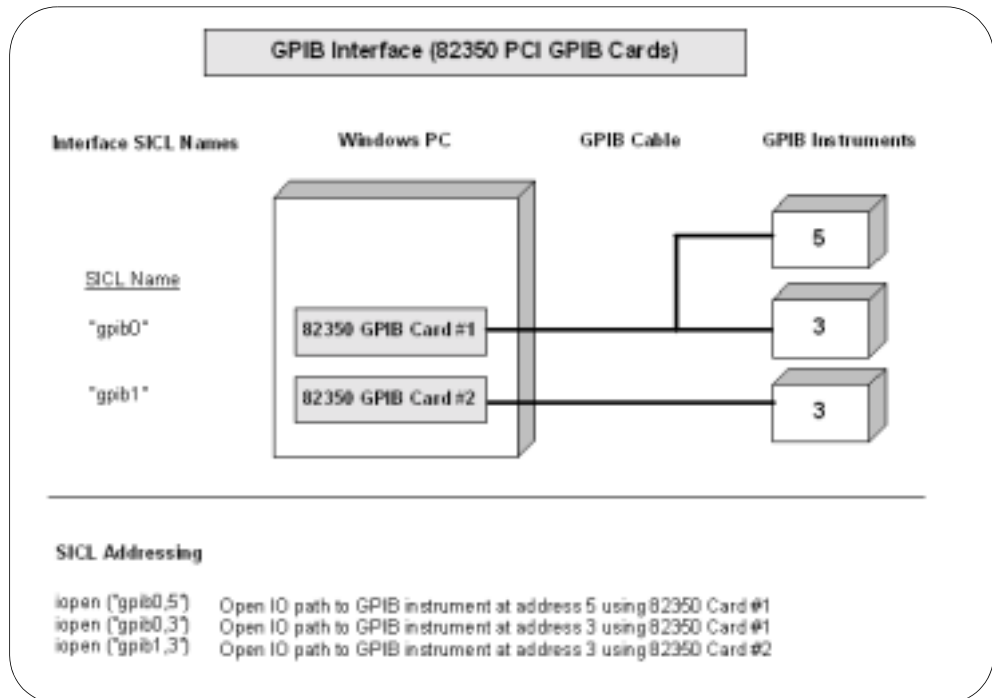 GPIB Interface (82350 PCI GPIB Cards)
Interface SICL Names
Windows PC
GPIB Cable
GPIB Instruments
5
SICL Name
"gpib0"
82350 GPIB Card #1
3
"gpib1"
82350 GPIB Card #2
3
SICL Addressing
iopen ("gpib0,5") Open IO path to GPIB instrument at address 5 using 82350 Card #1
iopen ("gpib0,3") Open IO path to GPIB instrument at address 3 using 82350 Card #1
iopen ("gpib1,3") Open IO path to GPIB instrument at address 3 using 82350 Card #2